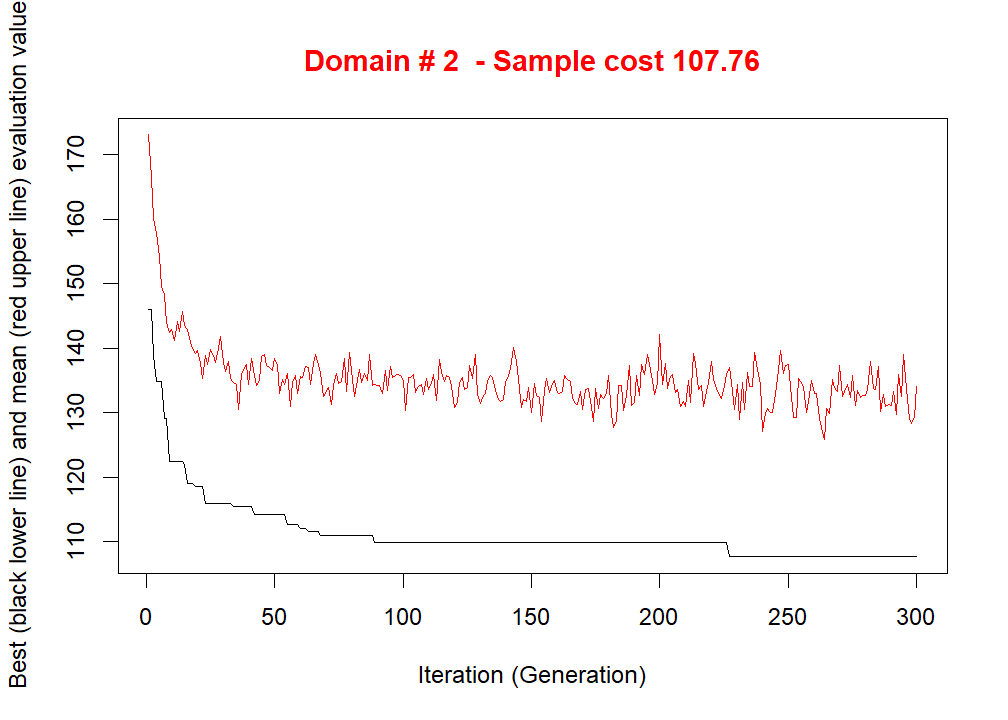 Domain # 2  - Sample cost 107.76
Best (black lower line) and mean (red upper line) evaluation value
170
160
150
140
130
120
110
0 50 100 150 200 250 300
Iteration (Generation)